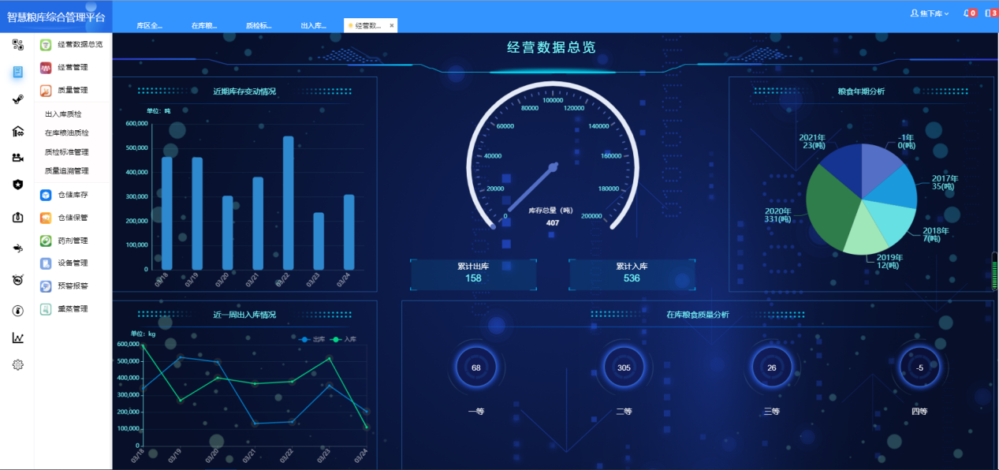 智慧粮库综合管理平台
库区全...
在库粮...
质检标...
出入库...
经营数... ×
焦下库
0
3
经营数据总览
经营管理
质量管理
出入库质检
在库粮油质检
质检标准管理
质量追溯管理
仓储库存
仓储保管
药剂管理
设备管理
预警报警
熏蒸管理
经营数据总览
近期库存变动情况
单位：吨
600,000
500,000
400,000
300,000
200,000
100,000
0
03/18
03/19
03/20
03/21
03/22
03/23
03/24
0
20000
40000
60000
80000
100000
120000
140000
160000
180000
200000
库存总量（吨）
407
累计出库
158
累计入库
536
粮食年期分析
-1年
0(吨)
2017年
35(吨)
2018年
7(吨)
2019年
12(吨)
2020年
331(吨)
2021年
23(吨)
近一周出入库情况
单位：kg
出库
入库
600,000
500,000
400,000
300,000
200,000
100,000
0
03/18
03/19
03/20
03/21
03/22
03/23
03/24
在库粮食质量分析
68
305
26
-5
一等
二等
三等
四等